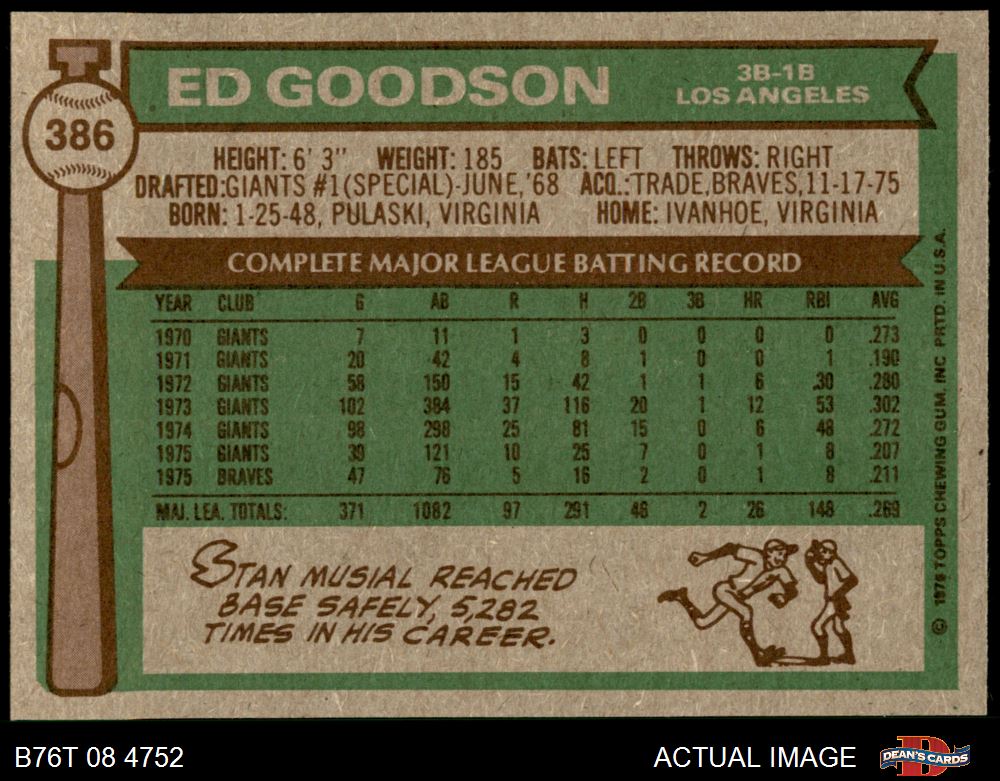 386
ED GOODSON
3B-1B
LOS ANGELES
HEIGHT: 6' 3" WEIGHT: 185 BATS: LEFT THROWS: RIGHT
DRAFTED:GIANTS #1(SPECIAL)-JUNE,'68 ACQ.:TRADE,BRAVES,11-17-75
BORN: 1-25-48, PULASKI, VIRGINIA HOME: IVANHOE, VIRGINIA
COMPLETE MAJOR LEAGUE BATTING RECORD
YEAR CLUB G AB R H 2B 3B HR RBI AVG
1970 GIANTS 7 11 1 3 0 0 0 0 .273
1971 GIANTS 20 42 4 8 1 0 0 1 .190
1972 GIANTS 58 150 15 42 1 1 6 30 .280
1973 GIANTS 102 384 37 116 20 1 12 53 .302
1974 GIANTS 98 298 25 81 15 0 6 48 .272
1975 GIANTS 39 121 10 25 7 0 1 8 .207
1975 BRAVES 47 76 5 16 2 0 1 8 .211
MAJ. LEA. TOTALS: 371 1082 97 291 46 2 26 148 .269
STAN MUSIAL REACHED
BASE SAFELY, 5,282
TIMES IN HIS CAREER.
© 1976 TOPPS CHEWING GUM, INC. PRTD. IN U.S.A.
B76T 08 4752
ACTUAL IMAGE
DEAN'S CARDS